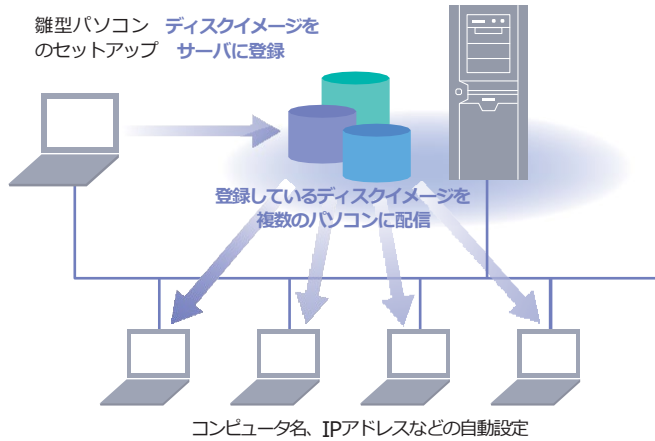 雛型パソコン
のセットアップ
ディスクイメージを
サーバに登録
登録しているディスクイメージを
複数のパソコンに配信
コンピュータ名、IPアドレスなどの自動設定